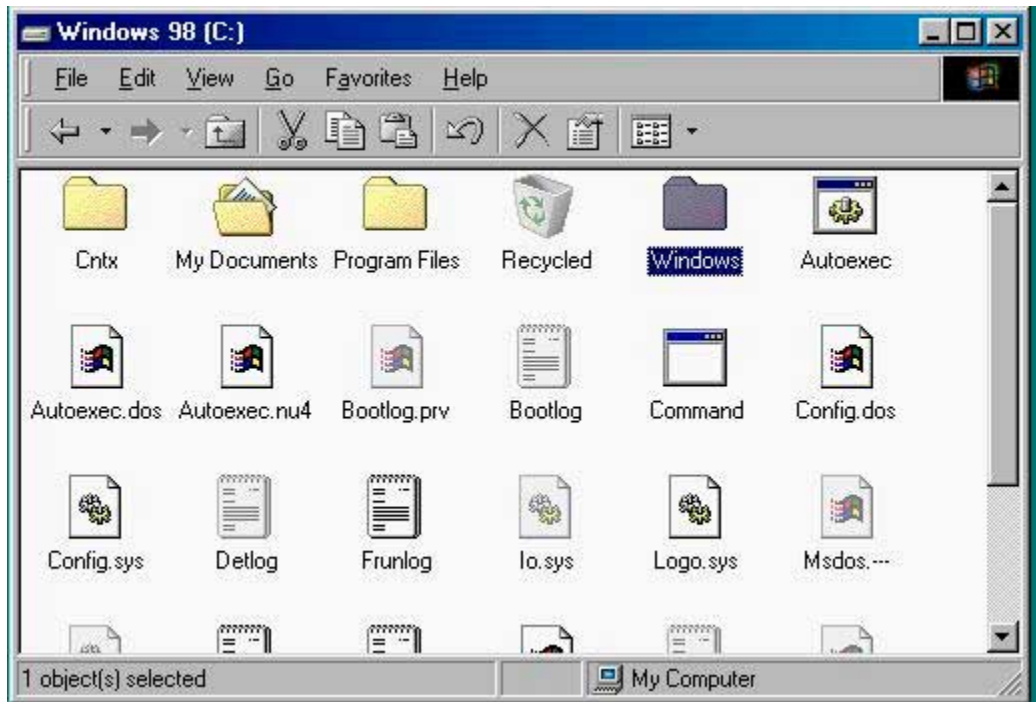 Windows 98 (C:)
File Edit View Go Favorites Help
Cntx My Documents Program Files Recycled Windows Autoexec
Autoexec.dos Autoexec.nu4 Bootlog.prv Bootlog Command Config.dos
Config.sys Detlog Frunlog Io.sys Logo.sys Msdos.---
1 object(s) selected My Computer